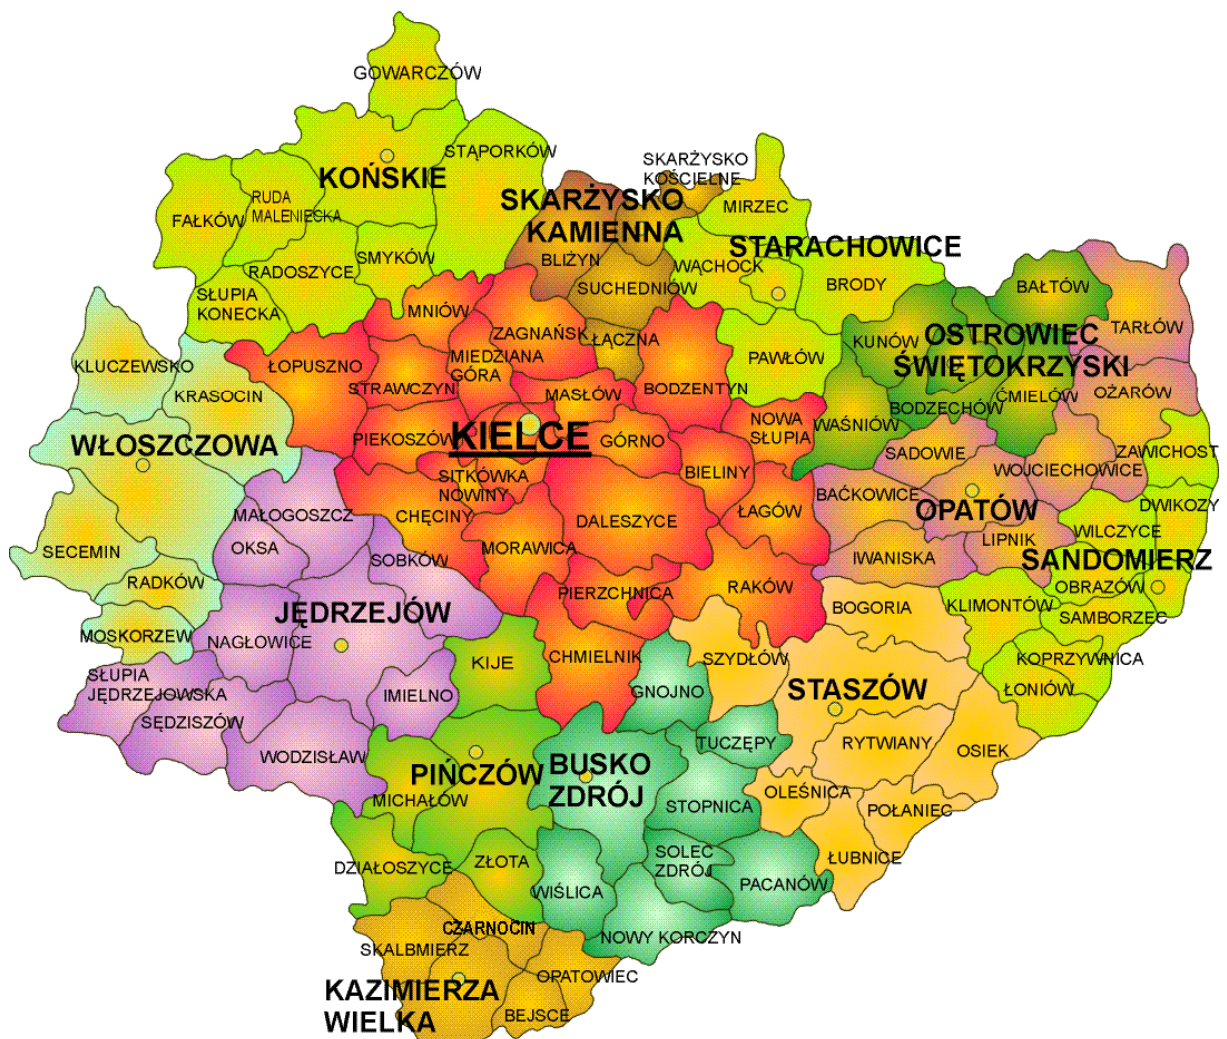 GOWARCZÓW
STĄPORKÓW
KOŃSKIE
RUDA
MALENIECKA
FAŁKÓW
SMYKÓW
RADOSZYCE
SŁUPIA
KONECKA
SKARŻYSKO
KOŚCIELNE
SKARŻYSKO
KAMIENNA
BLIŻYN
SUCHEDNIÓW
ŁĄCZNA
MIRZEC
STARACHOWICE
WĄCHOCK
BRODY
PAWŁÓW
BAŁTÓW
KUNÓW
OSTROWIEC
ŚWIĘTOKRZYSKI
BODZECHÓW
ĆMIELÓW
WAŚNIÓW
TARŁÓW
OŻARÓW
SADOWIE
WOJCIECHOWICE
BAĆKOWICE
OPATÓW
LIPNIK
IWANISKA
ZAWICHOST
DWIKOZY
WILCZYCE
SANDOMIERZ
OBRAZÓW
KLIMONTÓW
SAMBORZEC
KOPRZYWNICA
ŁONIÓW
KLUCZEWSKO
KRASOCIN
WŁOSZCZOWA
SECEMIN
RADKÓW
MOSKORZEW
MNIÓW
ZAGNAŃSK
ŁOPUSZNO
MIEDZIANA
GÓRA
STRAWCZYN
MASŁÓW
BODZENTYN
PIEKOSZÓW
KIELCE
GÓRNO
NOWA
SŁUPIA
BIELINY
SITKÓWKA
NOWINY
CHĘCINY
DALESZYCE
ŁAGÓW
MORAWICA
PIERZCHNICA
RAKÓW
CHMIELNIK
MAŁOGOSZCZ
OKSA
SOBKÓW
JĘDRZEJÓW
NAGŁOWICE
SŁUPIA
JĘDRZEJOWSKA
SĘDZISZÓW
IMIELNO
WODZISŁAW
KIJE
PIŃCZÓW
MICHAŁÓW
DZIAŁOSZYCE
ZŁOTA
GNOJNO
BUSKO
ZDRÓJ
TUCZĘPY
STOPNICA
SOLEC
ZDRÓJ
WIŚLICA
PACANÓW
NOWY KORCZYN
BOGORIA
SZYDŁÓW
STASZÓW
RYTWIANY
OSIEK
OLEŚNICA
POŁANIEC
ŁUBNICE
CZARNOCIN
SKALBMIERZ
OPATOWIEC
KAZIMIERZA
WIELKA
BEJSCE